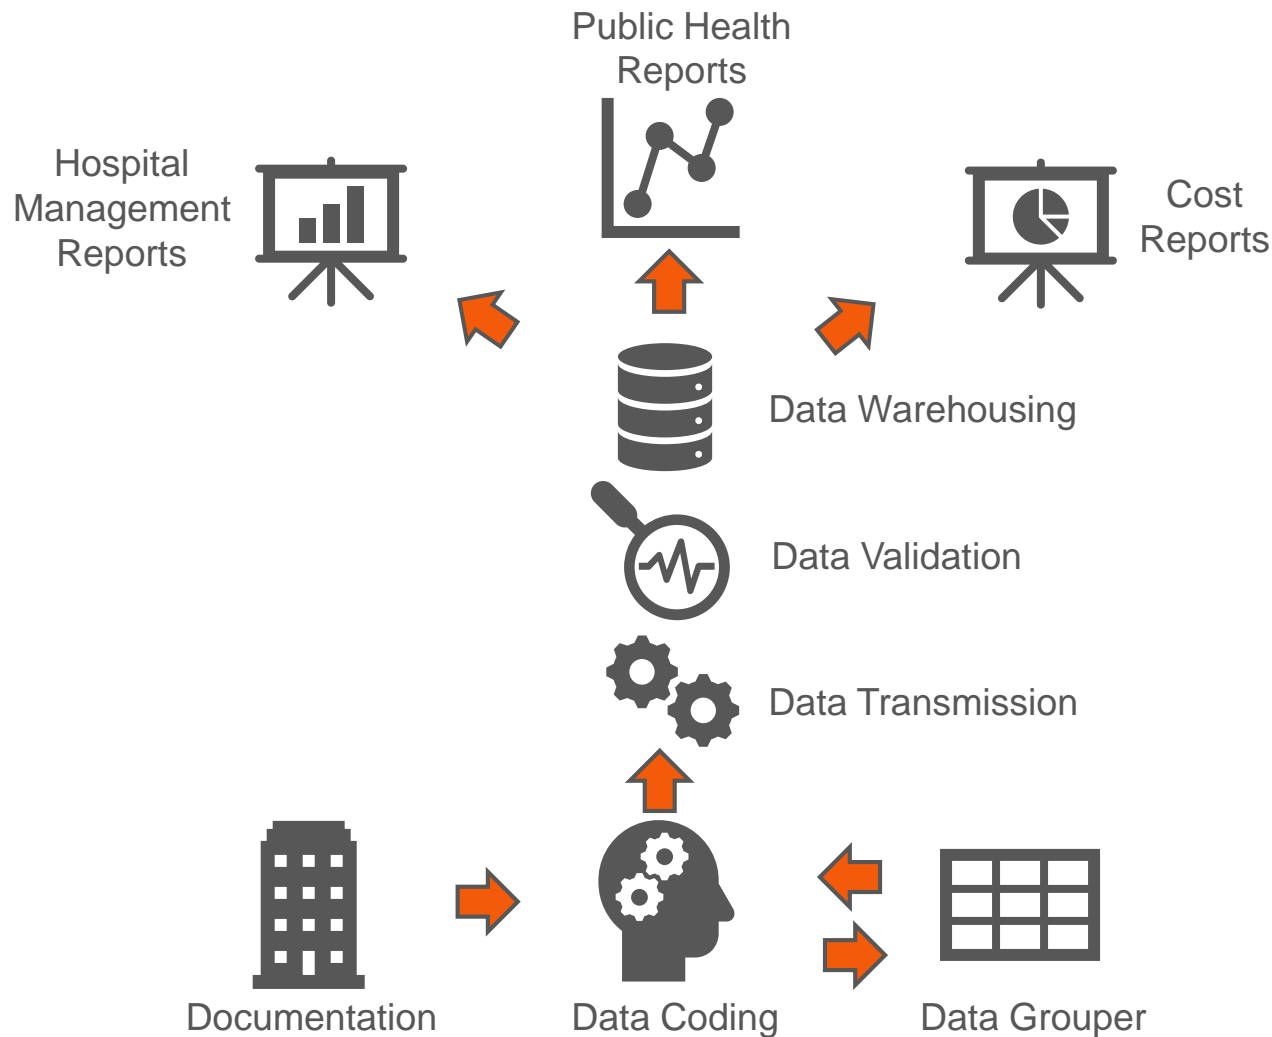 Public Health
Reports
Hospital
Management
Reports
Cost
Reports
Data Warehousing
Data Validation
Data Transmission
Documentation
Data Coding
Data Grouper